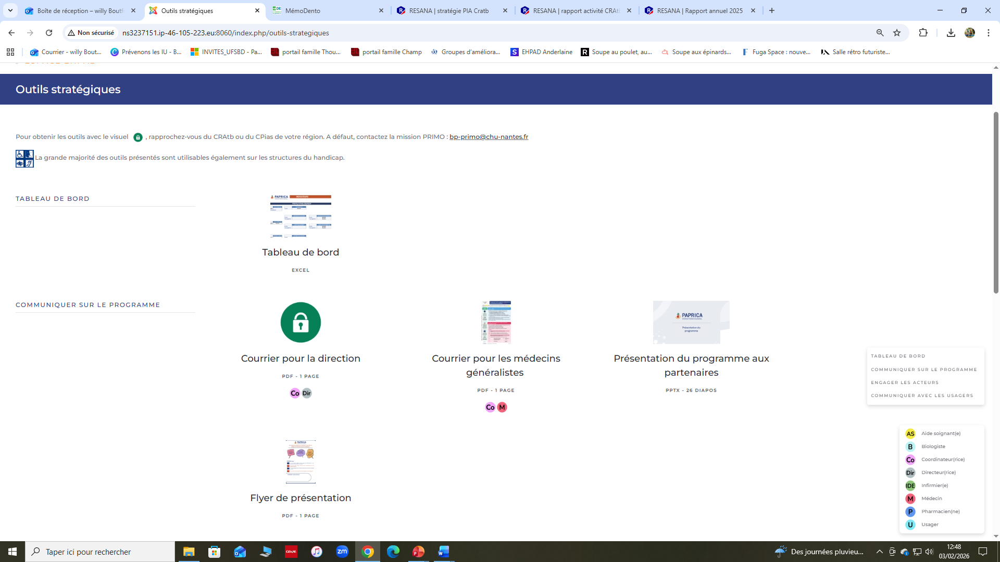 Boîte de réception – willy Boutf
Outils stratégiques
MémoDento
RESANA | stratégie PIA Cratb
RESANA | rapport activité CRAt
RESANA | Rapport annuel 2025
Non sécurisé
ns3237151.ip-46-105-223.eu:8060/index.php/outils-strategiques
Courrier - willy Bout...
Prévenons les IU - B...
INVITES_UFSBD - Pa...
portail famille Thou...
portail famille Champ
Groupes d'améliora...
EHPAD Anderlaine
Soupe au poulet, au...
Soupe aux épinards...
Fuga Space : nouve...
Salle rétro futuriste...
Outils stratégiques
Pour obtenir les outils avec le visuel , rapprochez-vous du CRAtb ou du CPias de votre région. A défaut, contactez la mission PRIMO : bp-primo@chu-nantes.fr
La grande majorité des outils présentés sont utilisables également sur les structures du handicap.
TABLEAU DE BORD
PAPRICA
INDICATEURS
Tableau de bord
EXCEL
COMMUNIQUER SUR LE PROGRAMME
Courrier pour la direction
PDF - 1 PAGE
Co Dir
Courrier pour les médecins
généralistes
PDF - 1 PAGE
Co M
PAPRICA
Présentation du
programme
Présentation du programme aux
partenaires
PPTX - 26 DIAPOS
PAPRICA
Flyer de présentation
PDF - 1 PAGE
TABLEAU DE BORD
COMMUNIQUER SUR LE PROGRAMME
ENGAGER LES ACTEURS
COMMUNIQUER AVEC LES USAGERS
AS Aide soignant(e)
B Biologiste
Co Coordinateur(rice)
Dir Directeur(rice)
IDE Infirmier(e)
M Médecin
P Pharmacien(ne)
U Usager
Taper ici pour rechercher
Des journées pluvieu...
12:48
03/02/2026